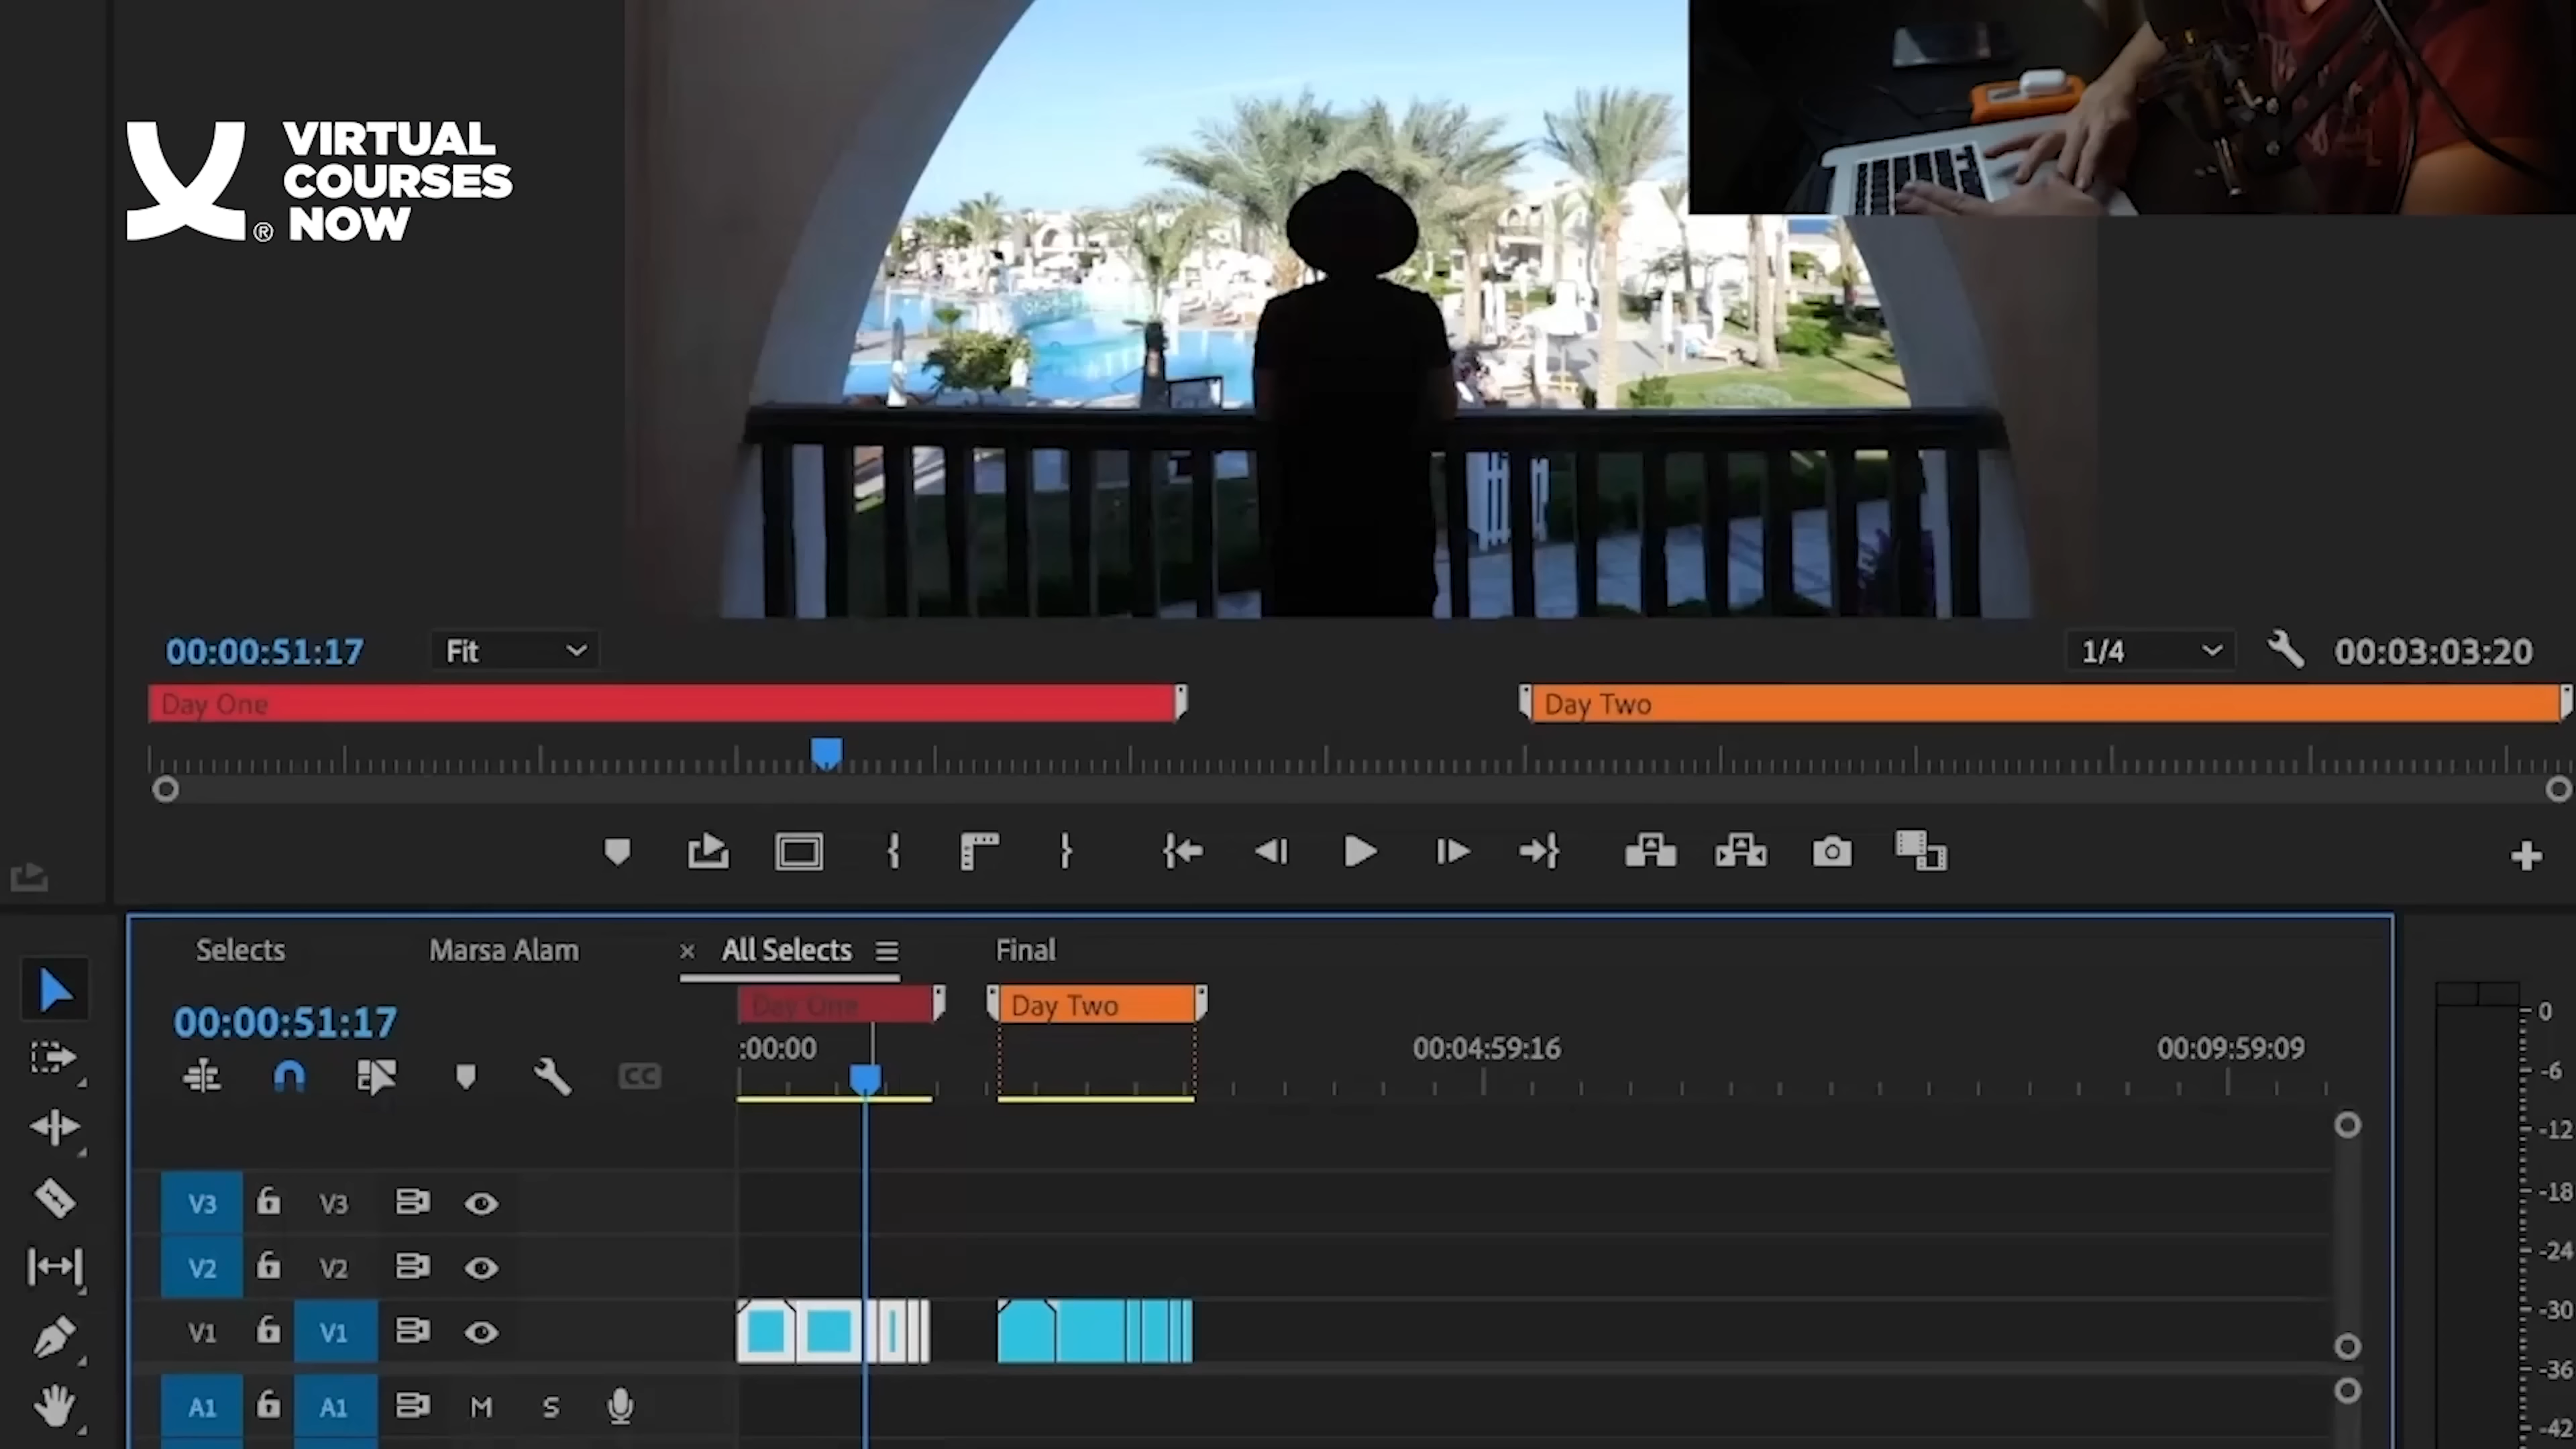 VIRTUAL
COURSES
® NOW
00:00:51:17
Fit
1/4
00:03:03:20
Day One
Day Two
Selects
Marsa Alam
× All Selects
Final
Day One
Day Two
00:00:51:17
:00:00
00:04:59:16
00:09:59:09
CC
0
-6
-12
-18
-24
-30
-36
-42
V3 V3
V2 V2
V1 V1
A1 A1 M S